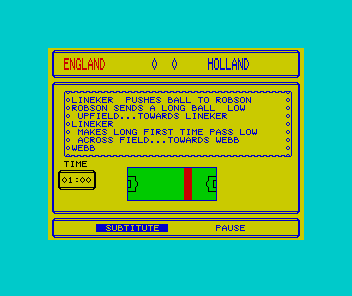 ENGLAND 0 0 HOLLAND
LINEKER PUSHES BALL TO ROBSON
ROBSON SENDS A LONG BALL LOW
UPFIELD...TOWARDS LINEKER
LINEKER
MAKES LONG FIRST TIME PASS LOW
ACROSS FIELD...TOWARDS WEBB
WEBB
TIME
01:00
SUBTITUTE PAUSE